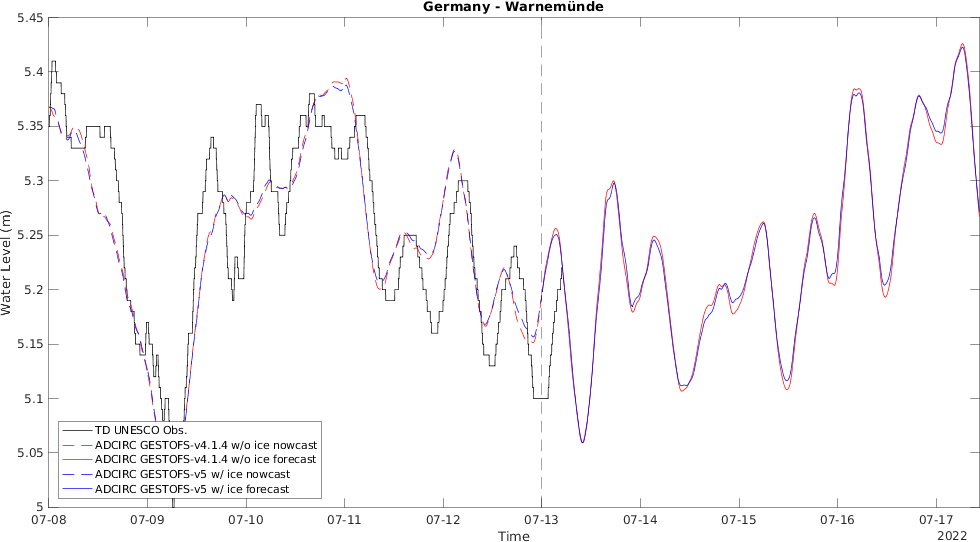 Germany - Warnemünde
5.45
5.4
5.35
5.3
5.25
5.2
5.15
5.1
5.05
5
Water Level (m)
TD UNESCO Obs.
ADCIRC GESTOFS-v4.1.4 w/o ice nowcast
ADCIRC GESTOFS-v4.1.4 w/o ice forecast
ADCIRC GESTOFS-v5 w/ ice nowcast
ADCIRC GESTOFS-v5 w/ ice forecast
07-08 07-09 07-10 07-11 07-12 07-13 07-14 07-15 07-16 07-17
Time
2022